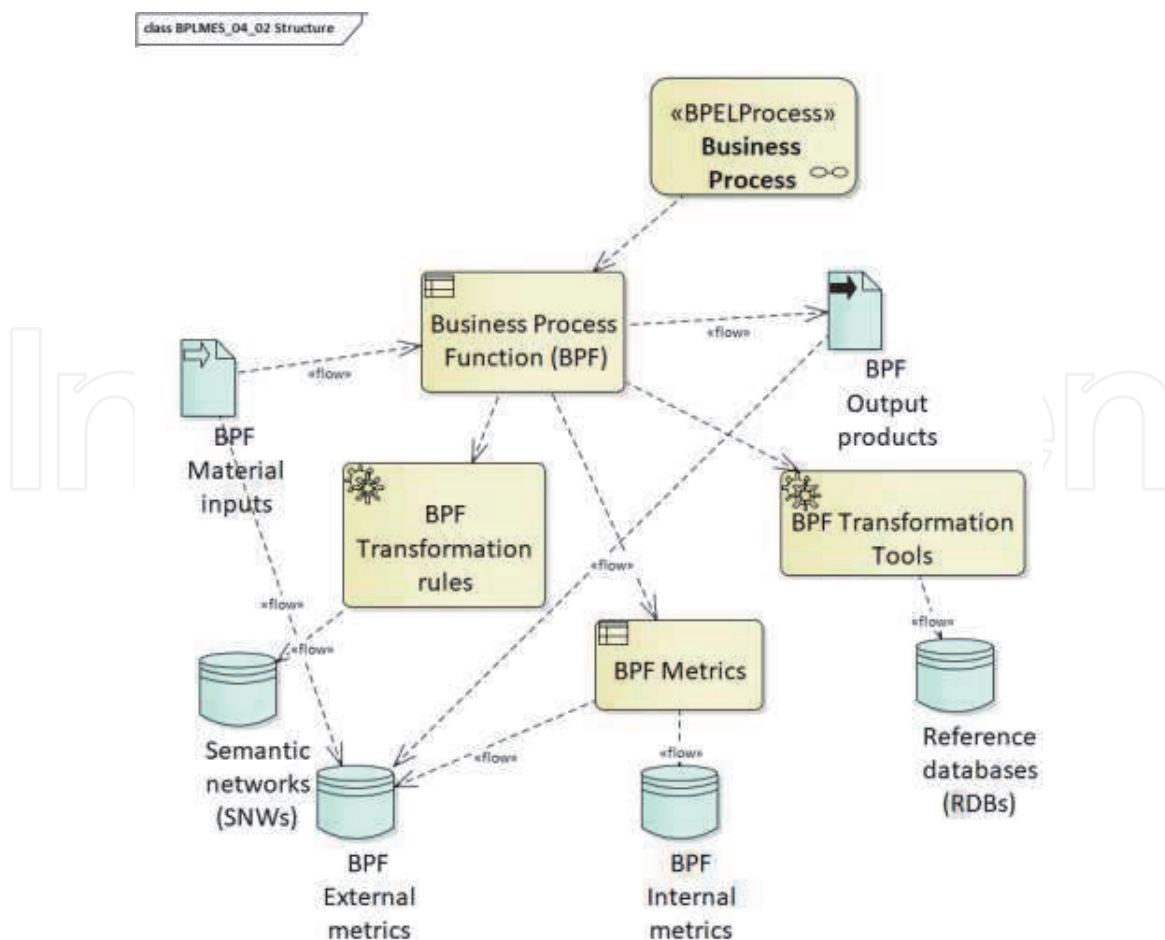 class BPLMES_04_02 Structure
«BPELProcess»
Business
Process
Business Process
Function (BPF)
«flow»
«flow»
BPF
Material
inputs
BPF
Output
products
BPF
Transformation
rules
BPF Transformation
Tools
«flow»
«flow»
«flow»
«flow»
BPF Metrics
Semantic
networks
(SNWs)
«flow»
«flow»
Reference
databases
(RDBs)
BPF
External
metrics
BPF
Internal
metrics